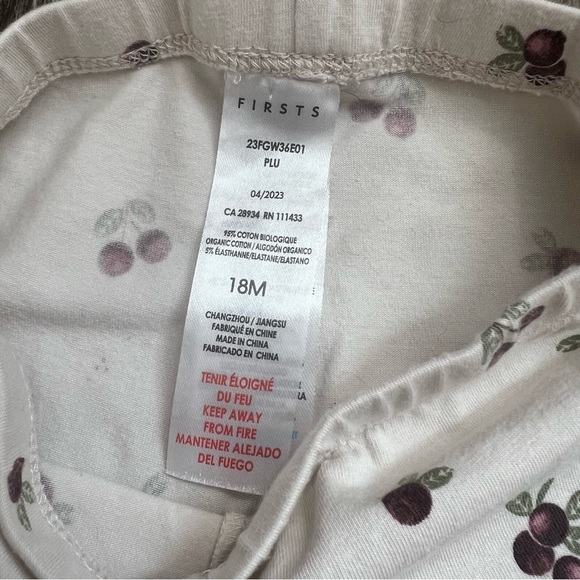 FIRSTS
23FGW36E01
PLU
04/2023
CA 28934 RN 111433
95% COTON BIOLOGIQUE
ORGANIC COTTON / ALGODÓN ORGANICO
5% ÉLASTHANNE/ELASTANE/ELASTANO
18M
CHANGZHOU / JIANGSU
FABRIQUÉ EN CHINE
MADE IN CHINA
FABRICADO EN CHINA
TENIR ÉLOIGNÉ
DU FEU
KEEP AWAY
FROM FIRE
MANTENER ALEJADO
DEL FUEGO